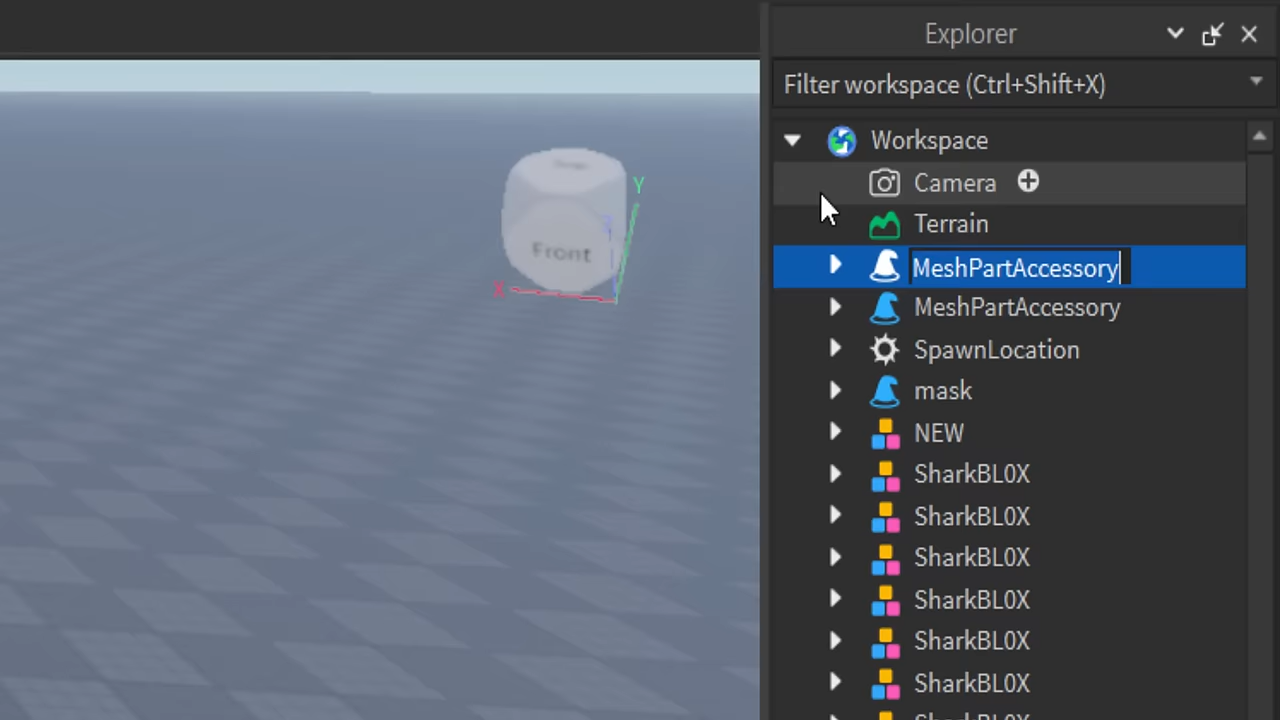 Explorer
Filter workspace (Ctrl+Shift+X)
Workspace
Camera
Terrain
MeshPartAccessory
MeshPartAccessory
SpawnLocation
mask
NEW
SharkBL0X
SharkBL0X
SharkBL0X
SharkBL0X
SharkBL0X
SharkBL0X
SharkBL0X
Y
Front
X